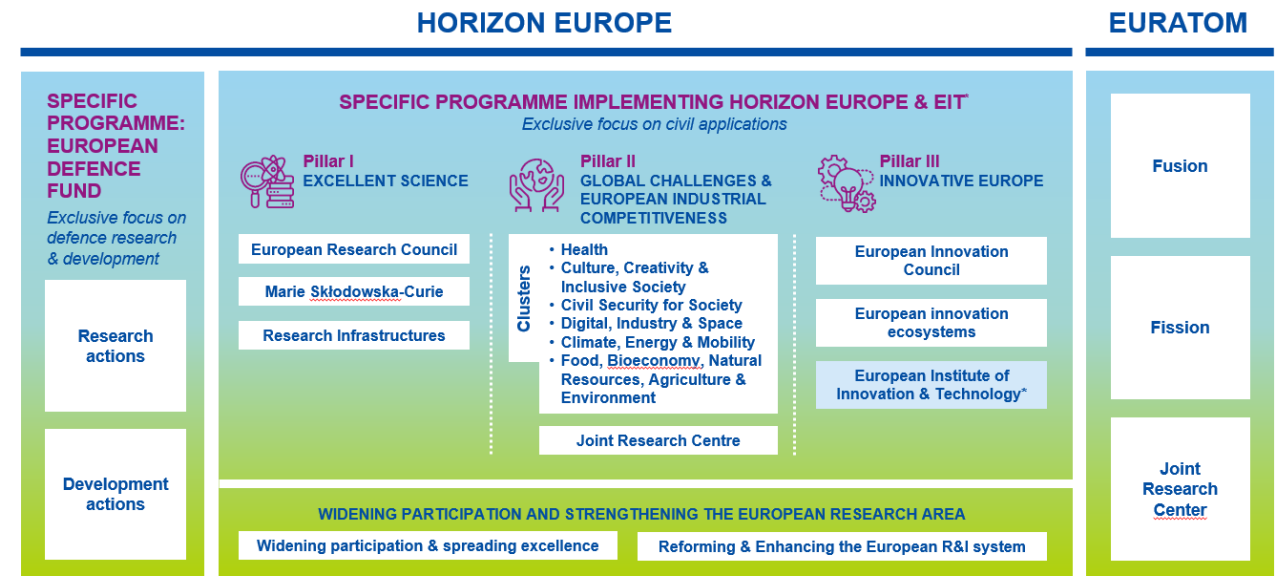 HORIZON EUROPE
EURATOM
SPECIFIC
PROGRAMME:
EUROPEAN
DEFENCE
FUND
Exclusive focus on
defence research
& development
Research
actions
Development
actions
SPECIFIC PROGRAMME IMPLEMENTING HORIZON EUROPE & EIT*
Exclusive focus on civil applications
Pillar I
EXCELLENT SCIENCE
European Research Council
Marie Skłodowska-Curie
Research Infrastructures
Pillar II
GLOBAL CHALLENGES &
EUROPEAN INDUSTRIAL
COMPETITIVENESS
Clusters
• Health
• Culture, Creativity &
Inclusive Society
• Civil Security for Society
• Digital, Industry & Space
• Climate, Energy & Mobility
• Food, Bioeconomy, Natural
Resources, Agriculture &
Environment
Joint Research Centre
Pillar III
INNOVATIVE EUROPE
European Innovation
Council
European innovation
ecosystems
European Institute of
Innovation & Technology*
WIDENING PARTICIPATION AND STRENGTHENING THE EUROPEAN RESEARCH AREA
Widening participation & spreading excellence
Reforming & Enhancing the European R&I system
Fusion
Fission
Joint
Research
Center